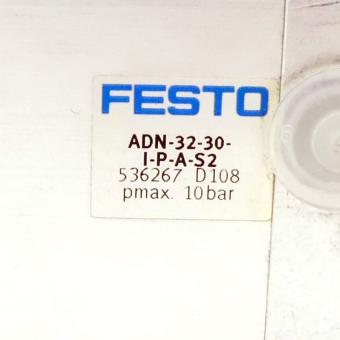 FESTO
ADN-32-30-
I-P-A-S2
536267 D108
pmax. 10bar